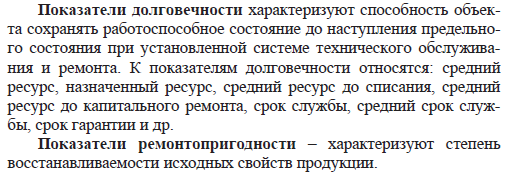 Показатели долговечности характеризуют способность объек-
та сохранять работоспособное состояние до наступления предельно-
го состояния при установленной системе технического обслужива-
ния и ремонта. К показателям долговечности относятся: средний
ресурс, назначенный ресурс, средний ресурс до списания, средний
ресурс до капитального ремонта, срок службы, средний срок служ-
бы, срок гарантии и др.
Показатели ремонтопригодности – характеризуют степень
восстанавливаемости исходных свойств продукции.